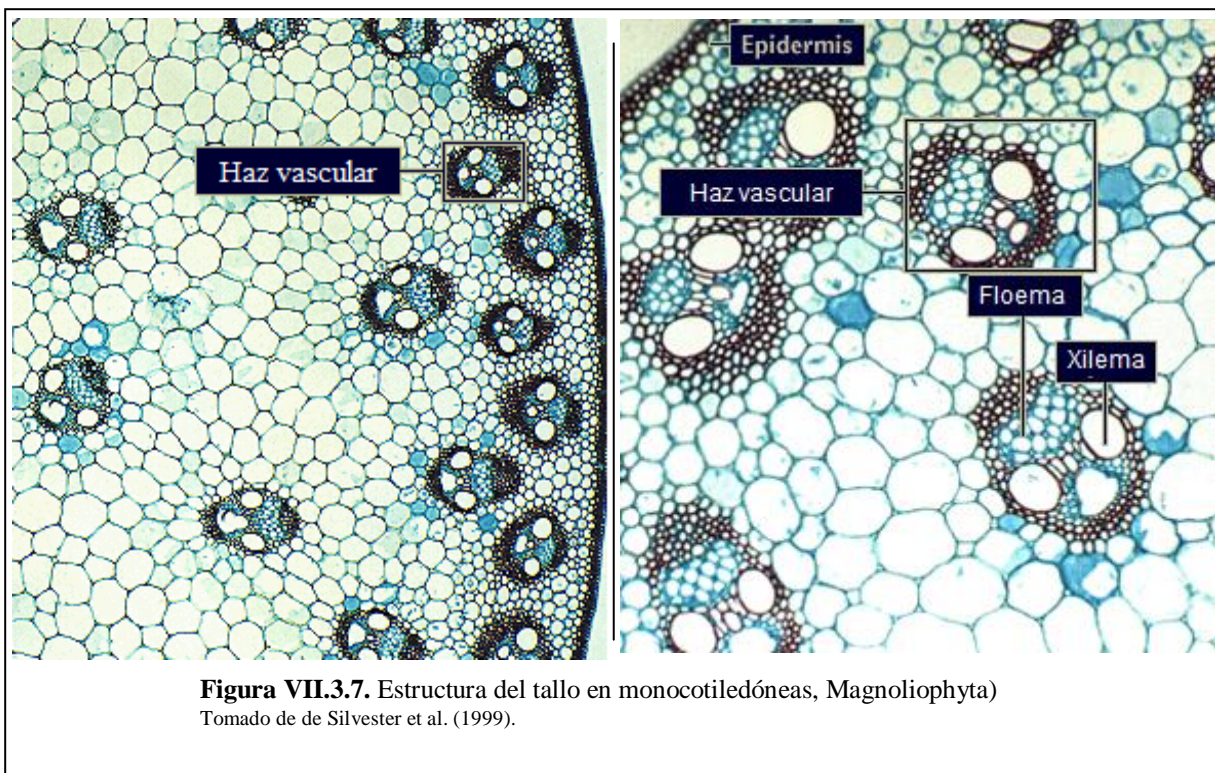 Haz vascular
Epidermis
Haz vascular
Floema
Xilema
Figura VII.3.7. Estructura del tallo en monocotiledóneas, Magnoliophyta)
Tomado de de Silvester et al. (1999).